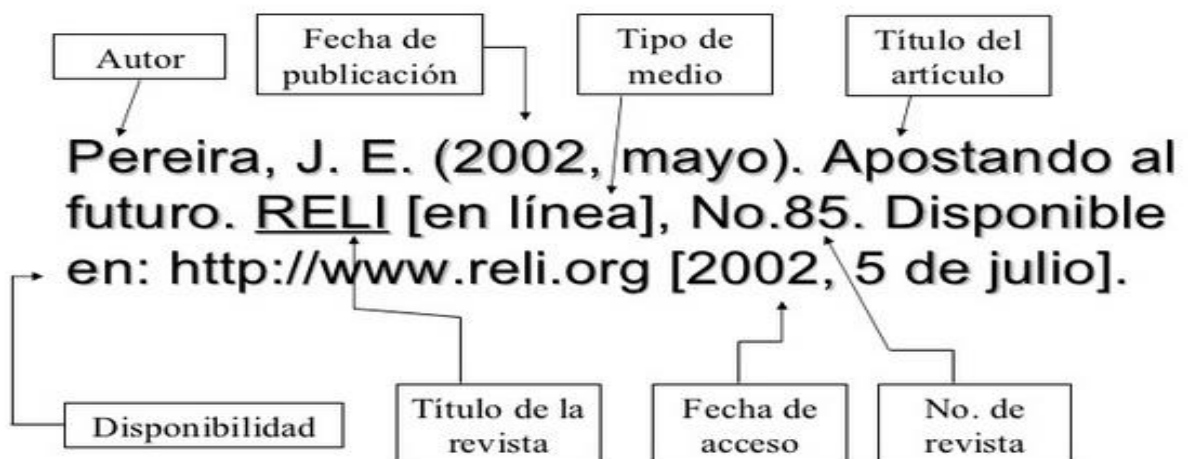 Autor
Fecha de
publicación
Tipo de
medio
Título del
artículo
Pereira, J. E. (2002, mayo). Apostando al
futuro. RELI [en línea], No.85. Disponible
en: http://www.reli.org [2002, 5 de julio].
Disponibilidad
Título de la
revista
Fecha de
acceso
No. de
revista